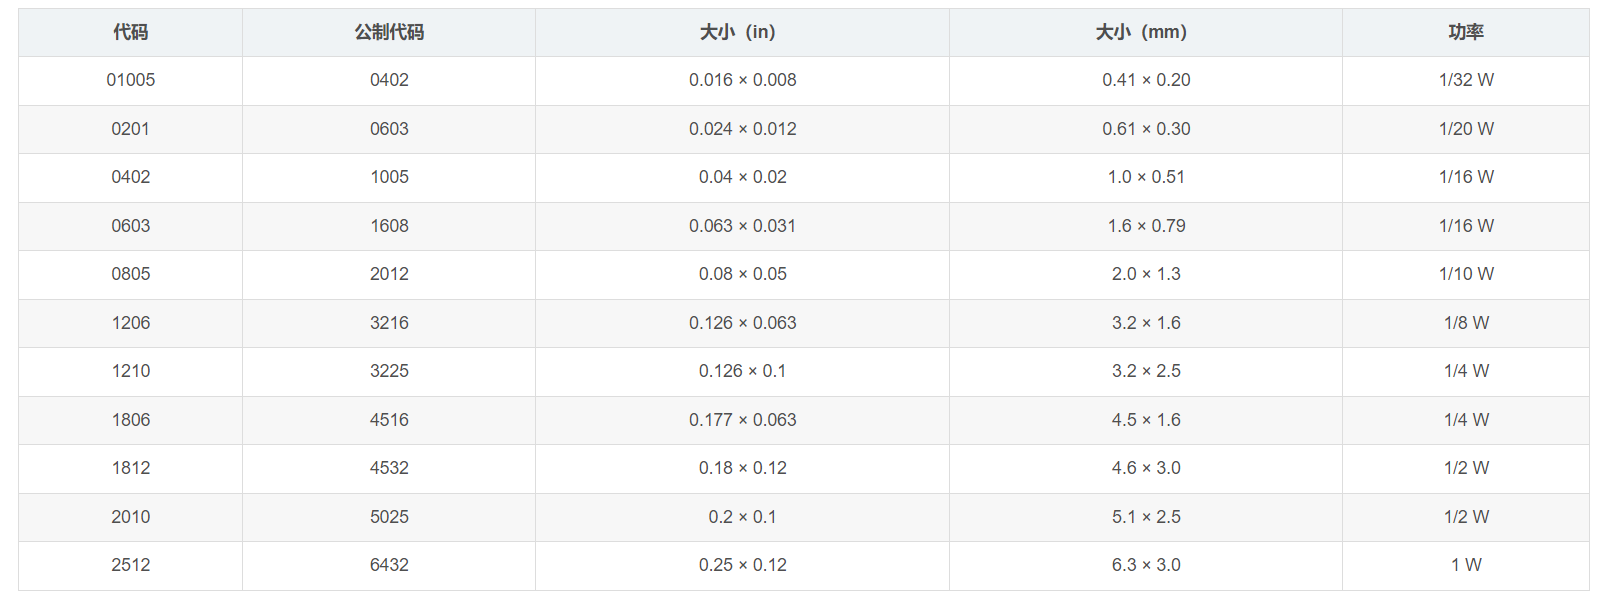 代码 公制代码 大小（in） 大小（mm） 功率
01005 0402 0.016 × 0.008 0.41 × 0.20 1/32 W
0201 0603 0.024 × 0.012 0.61 × 0.30 1/20 W
0402 1005 0.04 × 0.02 1.0 × 0.51 1/16 W
0603 1608 0.063 × 0.031 1.6 × 0.79 1/16 W
0805 2012 0.08 × 0.05 2.0 × 1.3 1/10 W
1206 3216 0.126 × 0.063 3.2 × 1.6 1/8 W
1210 3225 0.126 × 0.1 3.2 × 2.5 1/4 W
1806 4516 0.177 × 0.063 4.5 × 1.6 1/4 W
1812 4532 0.18 × 0.12 4.6 × 3.0 1/2 W
2010 5025 0.2 × 0.1 5.1 × 2.5 1/2 W
2512 6432 0.25 × 0.12 6.3 × 3.0 1 W